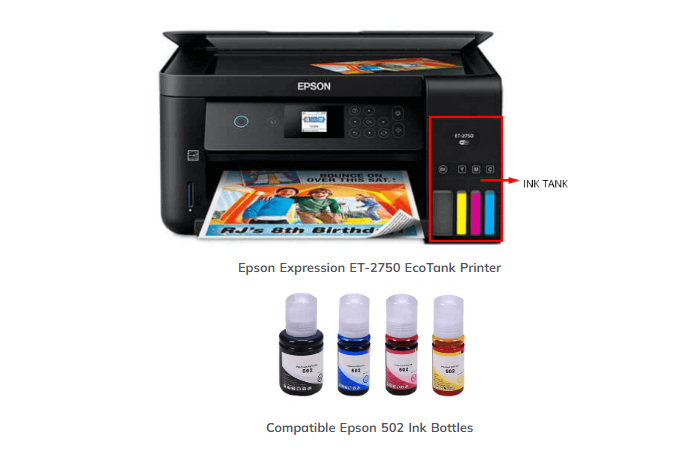 EPSON
ET-2750
BK Y M C
INK TANK
BOUNCE ON
OVER THIS SAT.!
RJ's 8th Birthd
Epson Expression ET-2750 EcoTank Printer
502
502
502
502
Compatible Epson 502 Ink Bottles